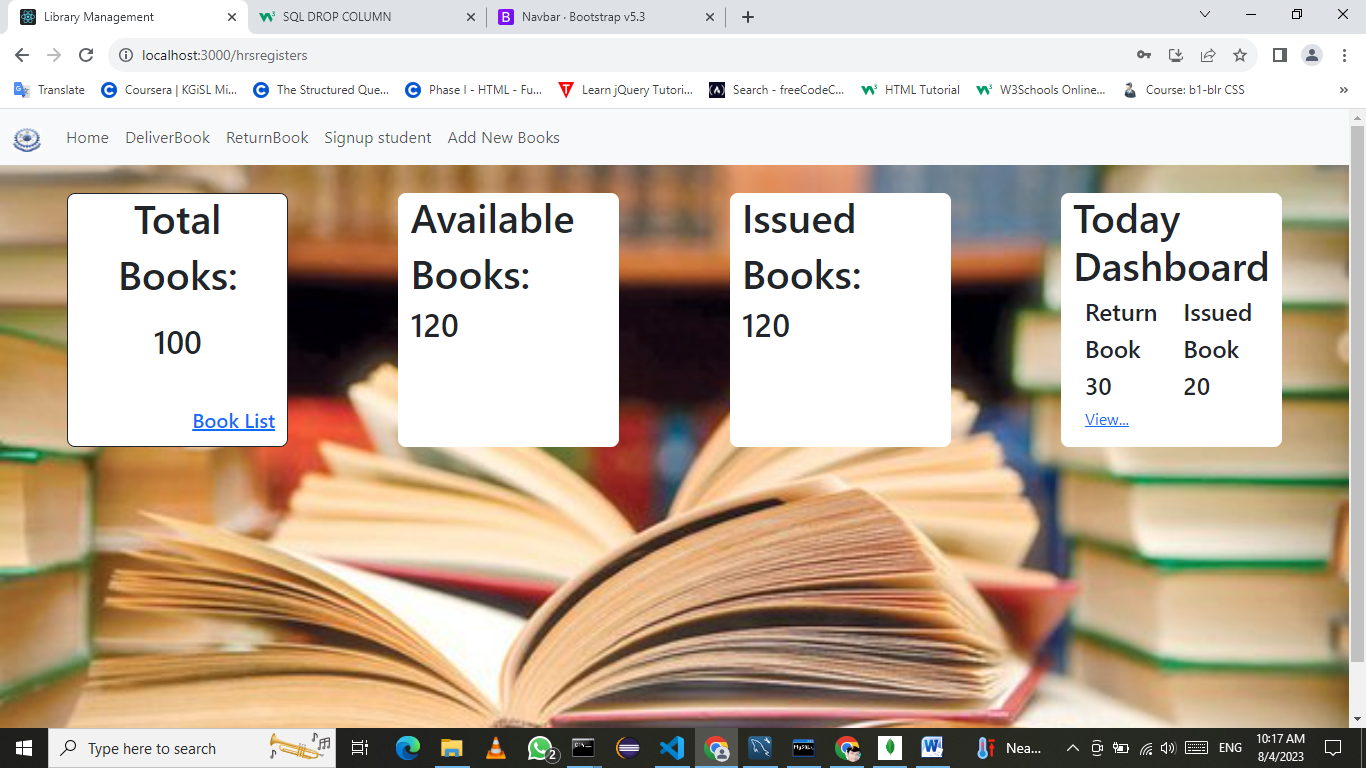 Library Management
SQL DROP COLUMN
Navbar · Bootstrap v5.3
localhost:3000/hrsregisters
Translate
Coursera | KGiSL Mi...
The Structured Que...
Phase I - HTML - Fu...
Learn jQuery Tutori...
Search - freeCodeC...
HTML Tutorial
W3Schools Online...
Course: b1-blr CSS
»
Home DeliverBook ReturnBook Signup student Add New Books
Total
Books:
100
Book List
Available
Books:
120
Issued
Books:
120
Today
Dashboard
Return
Book
30
Issued
Book
20
View...
Type here to search
2
Nea...
ENG
10:17 AM
8/4/2023